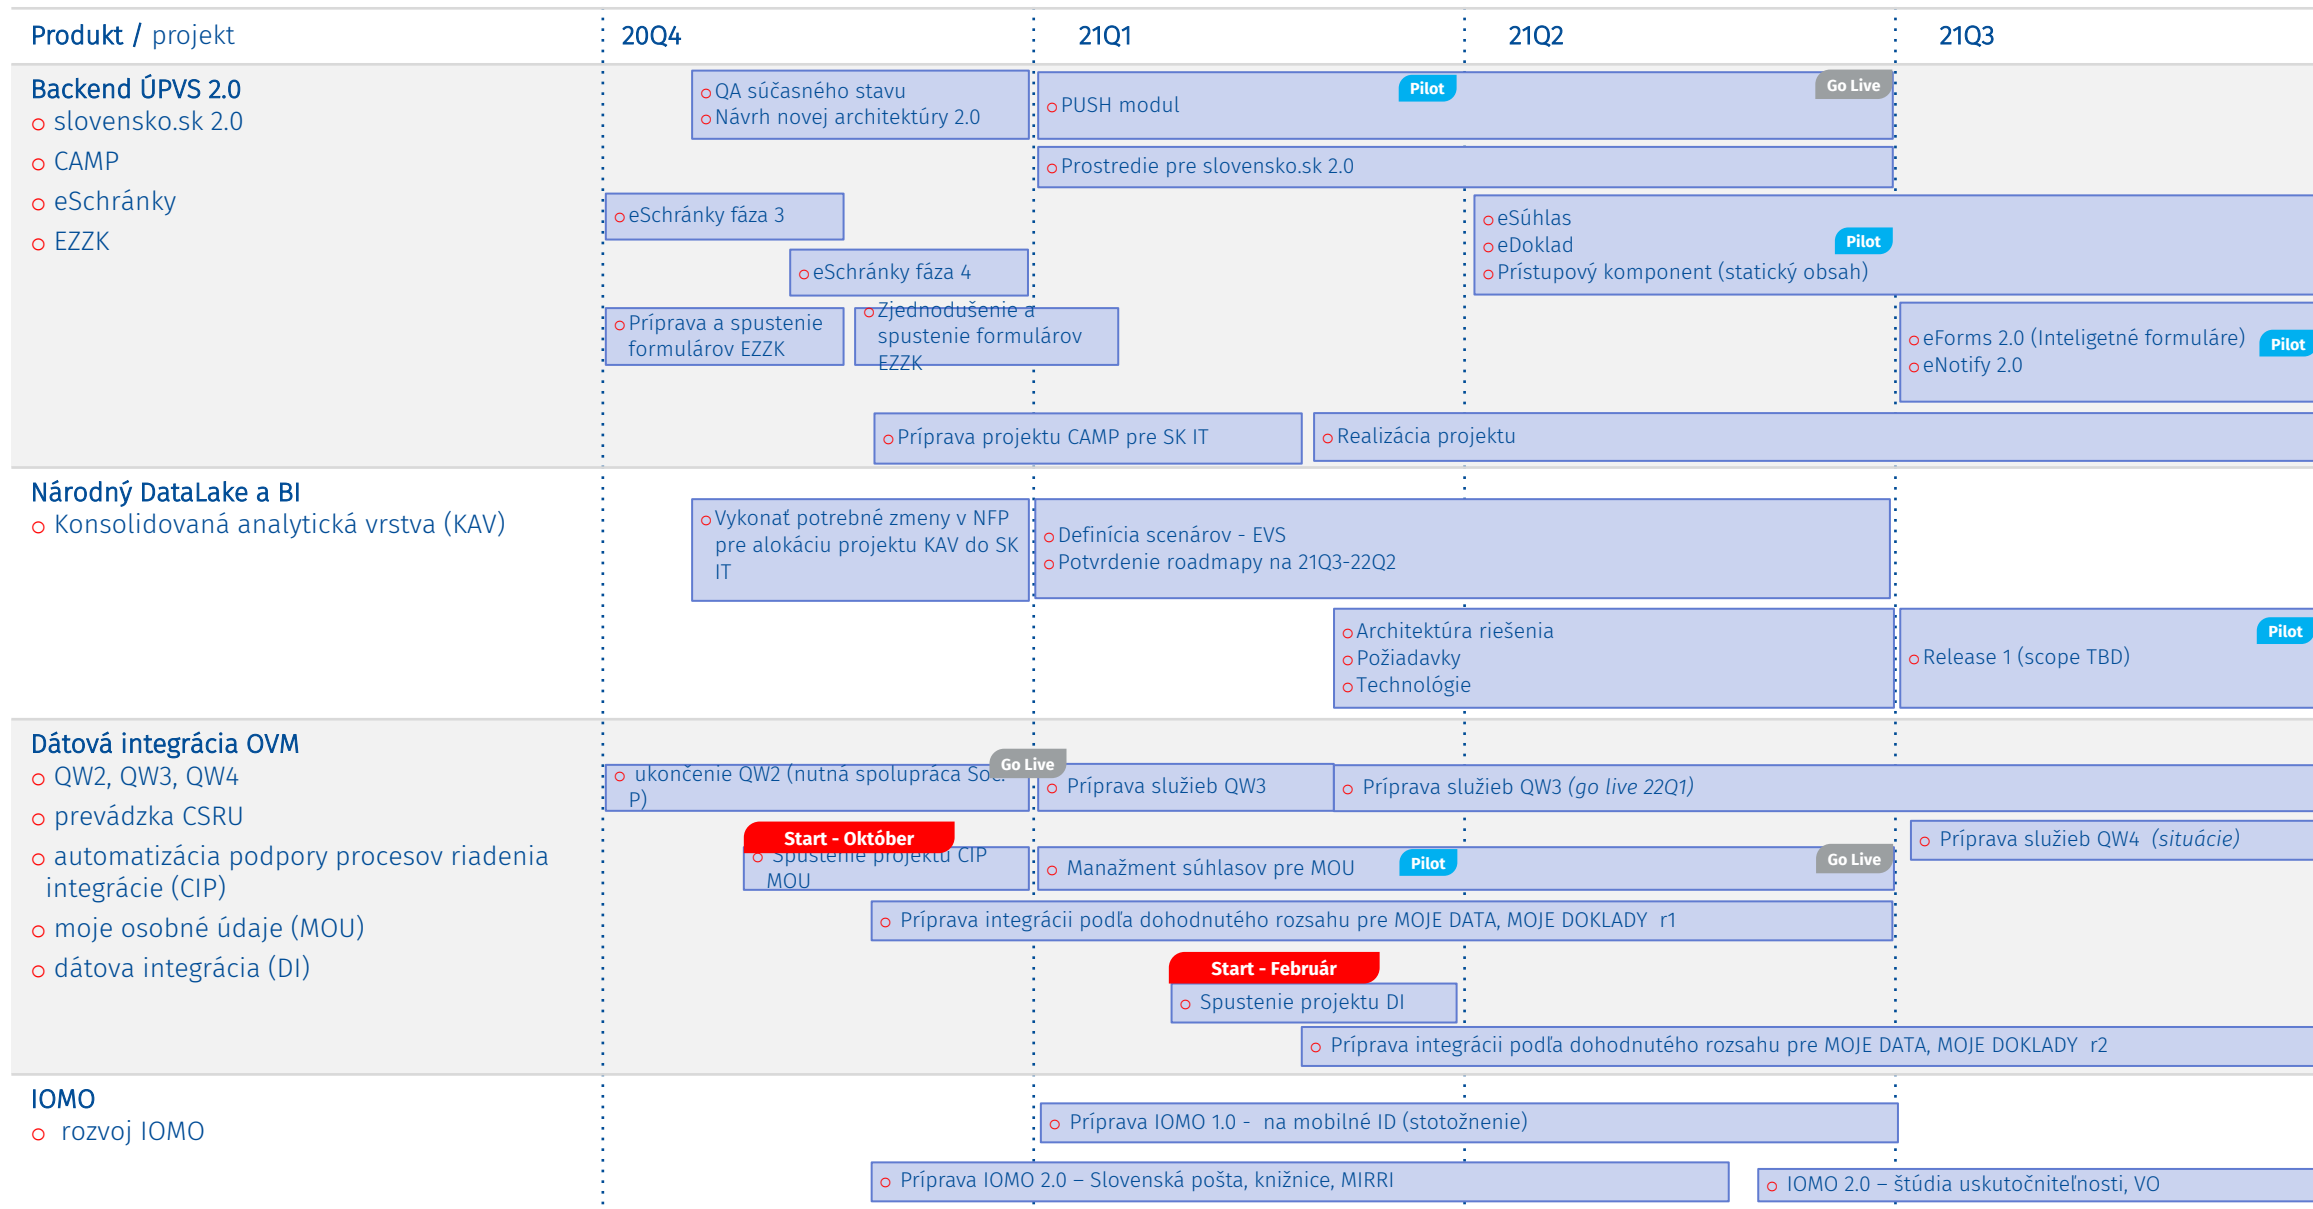 Produkt / projekt
20Q4
21Q1
21Q2
21Q3
Backend ÚPVS 2.0
slovensko.sk 2.0
CAMP
eSchránky
EZZK
QA súčasného stavu
Návrh novej architektúry 2.0
PUSH modul
Pilot
Go Live
Prostredie pre slovensko.sk 2.0
eSchránky fáza 3
eSchránky fáza 4
eSúhlas
eDoklad
Prístupový komponent (statický obsah)
Pilot
Príprava a spustenie
formulárov EZZK
Zjednodušenie a
spustenie formulárov
EZZK
eForms 2.0 (Inteligetné formuláre)
eNotify 2.0
Pilot
Príprava projektu CAMP pre SK IT
Realizácia projektu
Národný DataLake a BI
Konsolidovaná analytická vrstva (KAV)
Vykonať potrebné zmeny v NFP
pre alokáciu projektu KAV do SK
IT
Definícia scenárov - EVS
Potvrdenie roadmapy na 21Q3-22Q2
Architektúra riešenia
Požiadavky
Technológie
Release 1 (scope TBD)
Pilot
Dátová integrácia OVM
QW2, QW3, QW4
prevádzka CSRU
automatizácia podpory procesov riadenia
integrácie (CIP)
moje osobné údaje (MOU)
dátova integrácia (DI)
Go Live
ukončenie QW2 (nutná spolupráca Soc.
P)
Príprava služieb QW3
Príprava služieb QW3 (go live 22Q1)
Start - Október
Spustenie projektu CIP
MOU
Manažment súhlasov pre MOU
Pilot
Go Live
Príprava služieb QW4 (situácie)
Príprava integrácii podľa dohodnutého rozsahu pre MOJE DATA, MOJE DOKLADY r1
Start - Február
Spustenie projektu DI
Príprava integrácii podľa dohodnutého rozsahu pre MOJE DATA, MOJE DOKLADY r2
IOMO
rozvoj IOMO
Príprava IOMO 1.0 - na mobilné ID (stotožnenie)
Príprava IOMO 2.0 – Slovenská pošta, knižnice, MIRRI
IOMO 2.0 – štúdia uskutočniteľnosti, VO